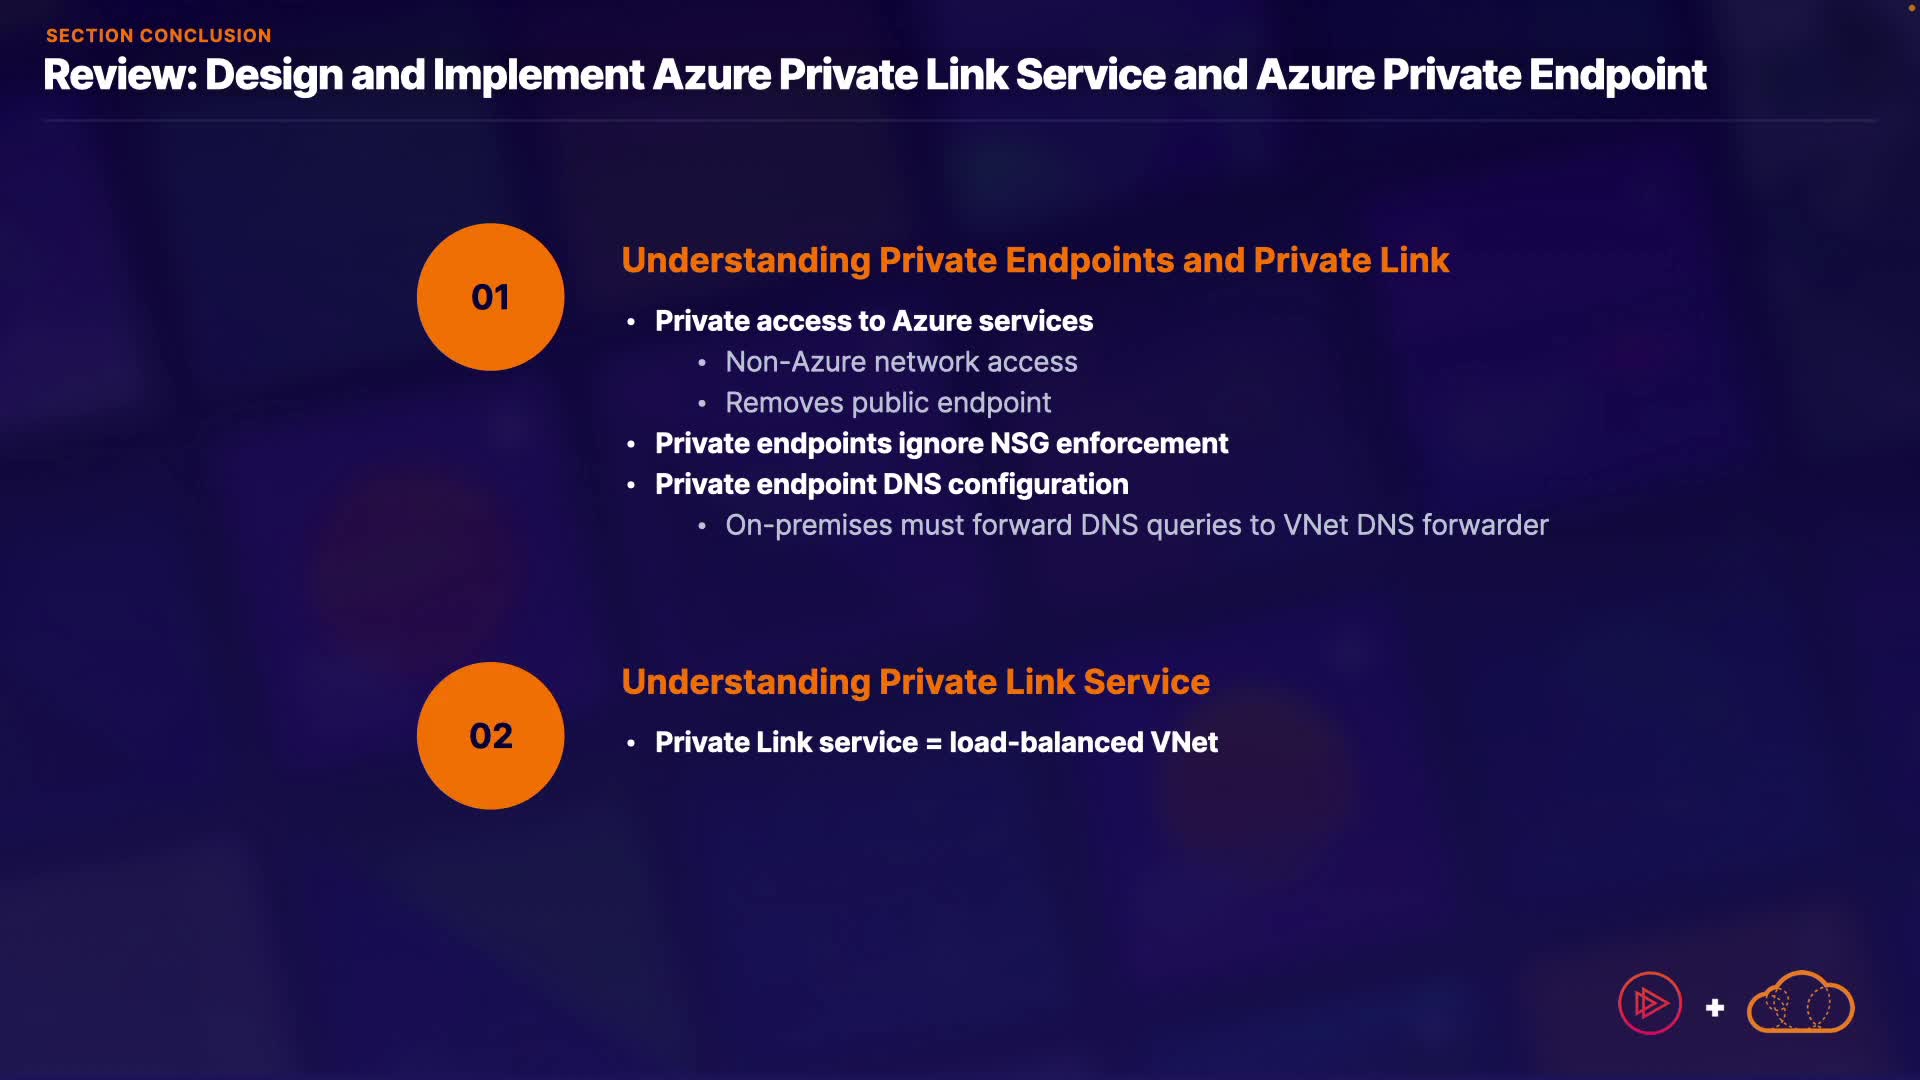 SECTION CONCLUSION
Review: Design and Implement Azure Private Link Service and Azure Private Endpoint
01
Understanding Private Endpoints and Private Link
• Private access to Azure services
• Non-Azure network access
• Removes public endpoint
• Private endpoints ignore NSG enforcement
• Private endpoint DNS configuration
• On-premises must forward DNS queries to VNet DNS forwarder
02
Understanding Private Link Service
• Private Link service = load-balanced VNet